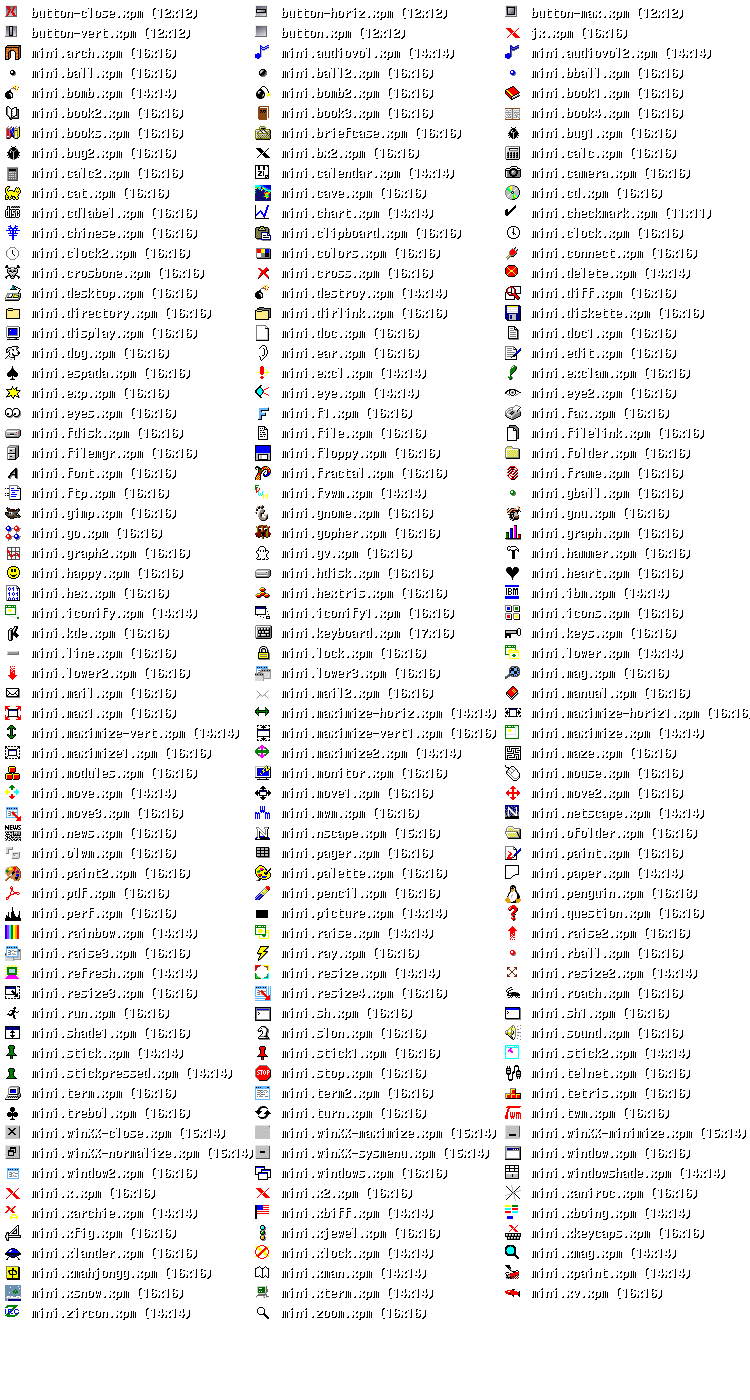 button-close.xpm (12x12) button-horiz.xpm (12x12) button-max.xpm (12x12)
button-vert.xpm (12x12) button.xpm (12x12) jx.xpm (16x16)
mini.arch.xpm (16x16) mini.audiovol.xpm (14x14) mini.audiovol2.xpm (14x14)
mini.ball.xpm (16x16) mini.ball2.xpm (16x16) mini.bball.xpm (16x16)
mini.bomb.xpm (14x14) mini.bomb2.xpm (16x16) mini.book1.xpm (16x16)
mini.book2.xpm (16x16) mini.book3.xpm (16x16) mini.book4.xpm (16x16)
mini.books.xpm (16x16) mini.briefcase.xpm (16x16) mini.bug1.xpm (16x16)
mini.bug2.xpm (16x16) mini.bx2.xpm (16x16) mini.calc.xpm (16x16)
mini.calc2.xpm (16x16) mini.calendar.xpm (14x14) mini.camera.xpm (16x16)
mini.cat.xpm (16x16) mini.cave.xpm (16x16) mini.cd.xpm (16x16)
mini.cdlabel.xpm (16x16) mini.chart.xpm (14x14) mini.checkmark.xpm (11x11)
mini.chinese.xpm (16x16) mini.clipboard.xpm (16x16) mini.clock.xpm (16x16)
mini.clock2.xpm (16x16) mini.colors.xpm (16x16) mini.connect.xpm (16x16)
mini.crosbone.xpm (16x16) mini.cross.xpm (16x16) mini.delete.xpm (14x14)
mini.desktop.xpm (16x16) mini.destroy.xpm (14x14) mini.diff.xpm (16x16)
mini.directory.xpm (16x16) mini.dirlink.xpm (16x16) mini.diskette.xpm (16x16)
mini.display.xpm (16x16) mini.doc.xpm (16x16) mini.doc1.xpm (16x16)
mini.dog.xpm (16x16) mini.ear.xpm (16x16) mini.edit.xpm (16x16)
mini.espada.xpm (16x16) mini.excl.xpm (14x14) mini.exclam.xpm (16x16)
mini.exp.xpm (16x16) mini.eye.xpm (14x14) mini.eye2.xpm (16x16)
mini.eyes.xpm (16x16) mini.f1.xpm (16x16) mini.fax.xpm (16x16)
mini.fdisk.xpm (16x16) mini.file.xpm (16x16) mini.filelink.xpm (16x16)
mini.filemgr.xpm (16x16) mini.floppy.xpm (16x16) mini.folder.xpm (16x16)
mini.font.xpm (16x16) mini.fractal.xpm (16x16) mini.frame.xpm (16x16)
mini.ftp.xpm (16x16) mini.fvwm.xpm (14x14) mini.gball.xpm (16x16)
mini.gimp.xpm (16x16) mini.gnome.xpm (16x16) mini.gnu.xpm (16x16)
mini.go.xpm (16x16) mini.gopher.xpm (16x16) mini.graph.xpm (16x16)
mini.graph2.xpm (16x16) mini.gv.xpm (16x16) mini.hammer.xpm (16x16)
mini.happy.xpm (16x16) mini.hdisk.xpm (16x16) mini.heart.xpm (16x16)
mini.hex.xpm (16x16) mini.hextris.xpm (16x16) mini.ibm.xpm (14x14)
mini.iconify.xpm (14x14) mini.iconify1.xpm (16x16) mini.icons.xpm (16x16)
mini.kde.xpm (16x16) mini.keyboard.xpm (17x16) mini.keys.xpm (16x16)
mini.line.xpm (16x16) mini.lock.xpm (16x16) mini.lower.xpm (14x14)
mini.lower2.xpm (14x14) mini.lower3.xpm (16x16) mini.mag.xpm (16x16)
mini.mail.xpm (16x16) mini.mail2.xpm (16x16) mini.manual.xpm (16x16)
mini.max1.xpm (16x16) mini.maximize-horiz.xpm (14x14) mini.maximize-horiz1.xpm (16x16
mini.maximize-vert.xpm (14x14) mini.maximize-vert1.xpm (16x16) mini.maximize.xpm (14x14)
mini.maximize1.xpm (16x16) mini.maximize2.xpm (14x14) mini.maze.xpm (16x16)
mini.modules.xpm (16x16) mini.monitor.xpm (16x16) mini.mouse.xpm (16x16)
mini.move.xpm (14x14) mini.move1.xpm (16x16) mini.move2.xpm (16x16)
mini.move3.xpm (16x16) mini.mwm.xpm (16x16) mini.netscape.xpm (14x14)
mini.news.xpm (16x16) mini.nscape.xpm (15x16) mini.ofolder.xpm (16x16)
mini.olwm.xpm (16x16) mini.pager.xpm (16x16) mini.paint.xpm (16x16)
mini.paint2.xpm (16x16) mini.palette.xpm (16x16) mini.paper.xpm (14x14)
mini.pdf.xpm (16x16) mini.pencil.xpm (16x16) mini.penguin.xpm (16x18)
mini.perf.xpm (16x16) mini.picture.xpm (14x14) mini.question.xpm (16x16)
mini.rainbow.xpm (14x14) mini.raise.xpm (14x14) mini.raise2.xpm (14x14)
mini.raise3.xpm (16x16) mini.ray.xpm (16x16) mini.rball.xpm (16x16)
mini.refresh.xpm (14x14) mini.resize.xpm (14x14) mini.resize2.xpm (14x14)
mini.resize3.xpm (16x16) mini.resize4.xpm (16x16) mini.roach.xpm (16x16)
mini.run.xpm (16x16) mini.sh.xpm (16x16) mini.sh1.xpm (16x16)
mini.shade1.xpm (16x16) mini.slon.xpm (16x16) mini.sound.xpm (16x16)
mini.stick.xpm (14x14) mini.stick1.xpm (16x16) mini.stick2.xpm (14x14)
mini.stickpressed.xpm (14x14) mini.stop.xpm (16x16) mini.telnet.xpm (16x16)
mini.term.xpm (16x16) mini.term2.xpm (16x16) mini.tetris.xpm (16x16)
mini.trebol.xpm (16x16) mini.turn.xpm (16x16) mini.twm.xpm (16x16)
mini.winXX-close.xpm (15x14) mini.winXX-maximize.xpm (15x14) mini.winXX-minimize.xpm (15x14)
mini.winXX-normalize.xpm (15x14) mini.winXX-sysmenu.xpm (15x14) mini.window.xpm (16x16)
mini.window2.xpm (16x16) mini.windows.xpm (16x16) mini.windowshade.xpm (14x14)
mini.x.xpm (16x16) mini.x2.xpm (16x16) mini.xaniroc.xpm (16x16)
mini.xarchie.xpm (14x14) mini.xbiff.xpm (14x14) mini.xboing.xpm (16x16)
mini.xfig.xpm (16x16) mini.xjewel.xpm (16x16) mini.xkeycaps.xpm (16x16)
mini.xlander.xpm (16x16) mini.xlock.xpm (14x14) mini.xmag.xpm (14x14)
mini.xmahjongg.xpm (16x16) mini.xman.xpm (14x14) mini.xpaint.xpm (14x14)
mini.xsnow.xpm (16x16) mini.xterm.xpm (14x14) mini.xv.xpm (16x16)
mini.zircon.xpm (14x14) mini.zoom.xpm (16x16)